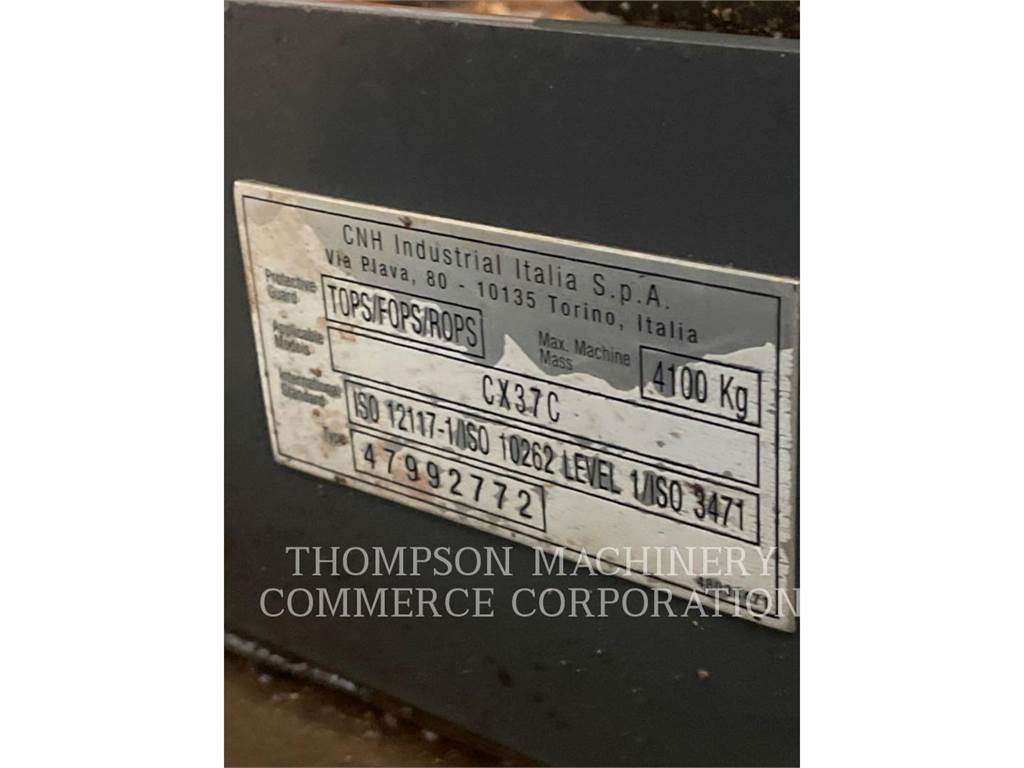 CNH Industrial Italia S.p.A.
Via Piava, 80 - 10135 Torino, Italia
Protective Guard TOPS/FOPS/ROPS Max. Machine Mass 4100 Kg
Applicable Models CX37C
International Standard ISO 12117-1/ISO 10262 LEVEL 1/ISO 3471
Type 47992772
THOMPSON MACHINERY
COMMERCE CORPORATION